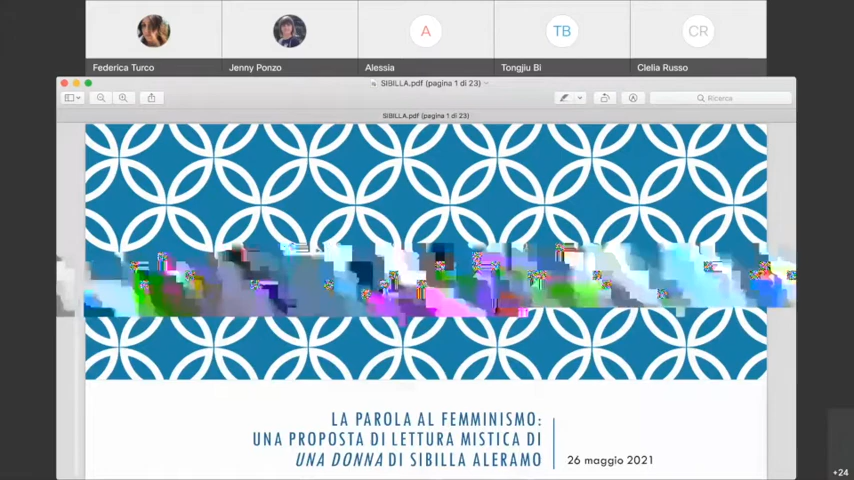 A
TB
CR
Federica Turco
Jenny Ponzo
Alessia
Tongjiu Bi
Clelia Russo
SIBILLA.pdf (pagina 1 di 23)
Ricerca
SIBILLA.pdf (pagina 1 di 23)
LA PAROLA AL FEMMINISMO:
UNA PROPOSTA DI LETTURA MISTICA DI
UNA DONNA DI SIBILLA ALERAMO
26 maggio 2021
+24